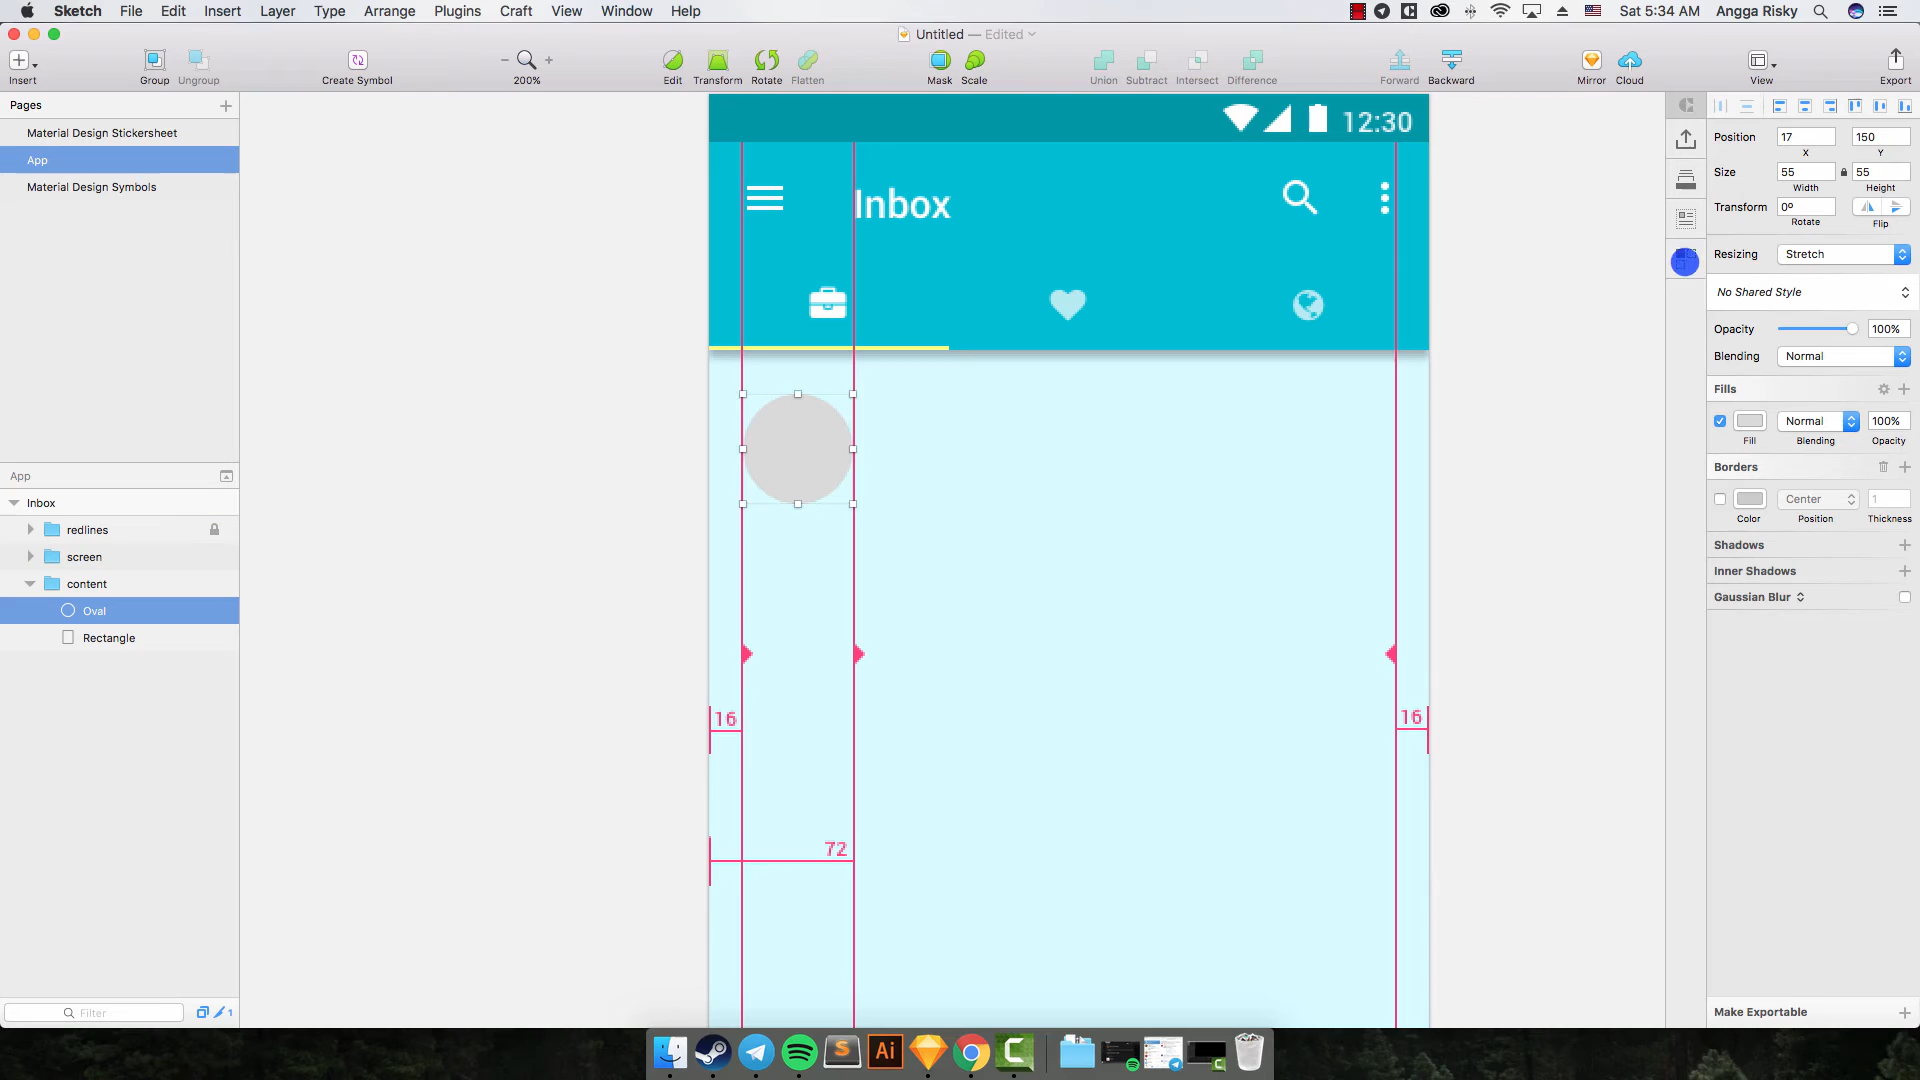 Sketch File Edit Insert Layer Type Arrange Plugins Craft View Window Help Sat 5:34 AM Angga Risky
Untitled — Edited
Insert Group Ungroup Create Symbol 200% Edit Transform Rotate Flatten Mask Scale Union Subtract Intersect Difference Forward Backward Mirror Cloud View Export
Pages
Material Design Stickersheet
App
Material Design Symbols
App
Inbox
redlines
screen
content
Oval
Rectangle
Filter
1
12:30
Inbox
16
16
72
Position 17 150
X Y
Size 55 55
Width Height
Transform 0º
Rotate Flip
Resizing Stretch
No Shared Style
Opacity 100%
Blending Normal
Fills
Normal 100%
Fill Blending Opacity
Borders
Center 1
Color Position Thickness
Shadows
Inner Shadows
Gaussian Blur
Make Exportable
S
Ai